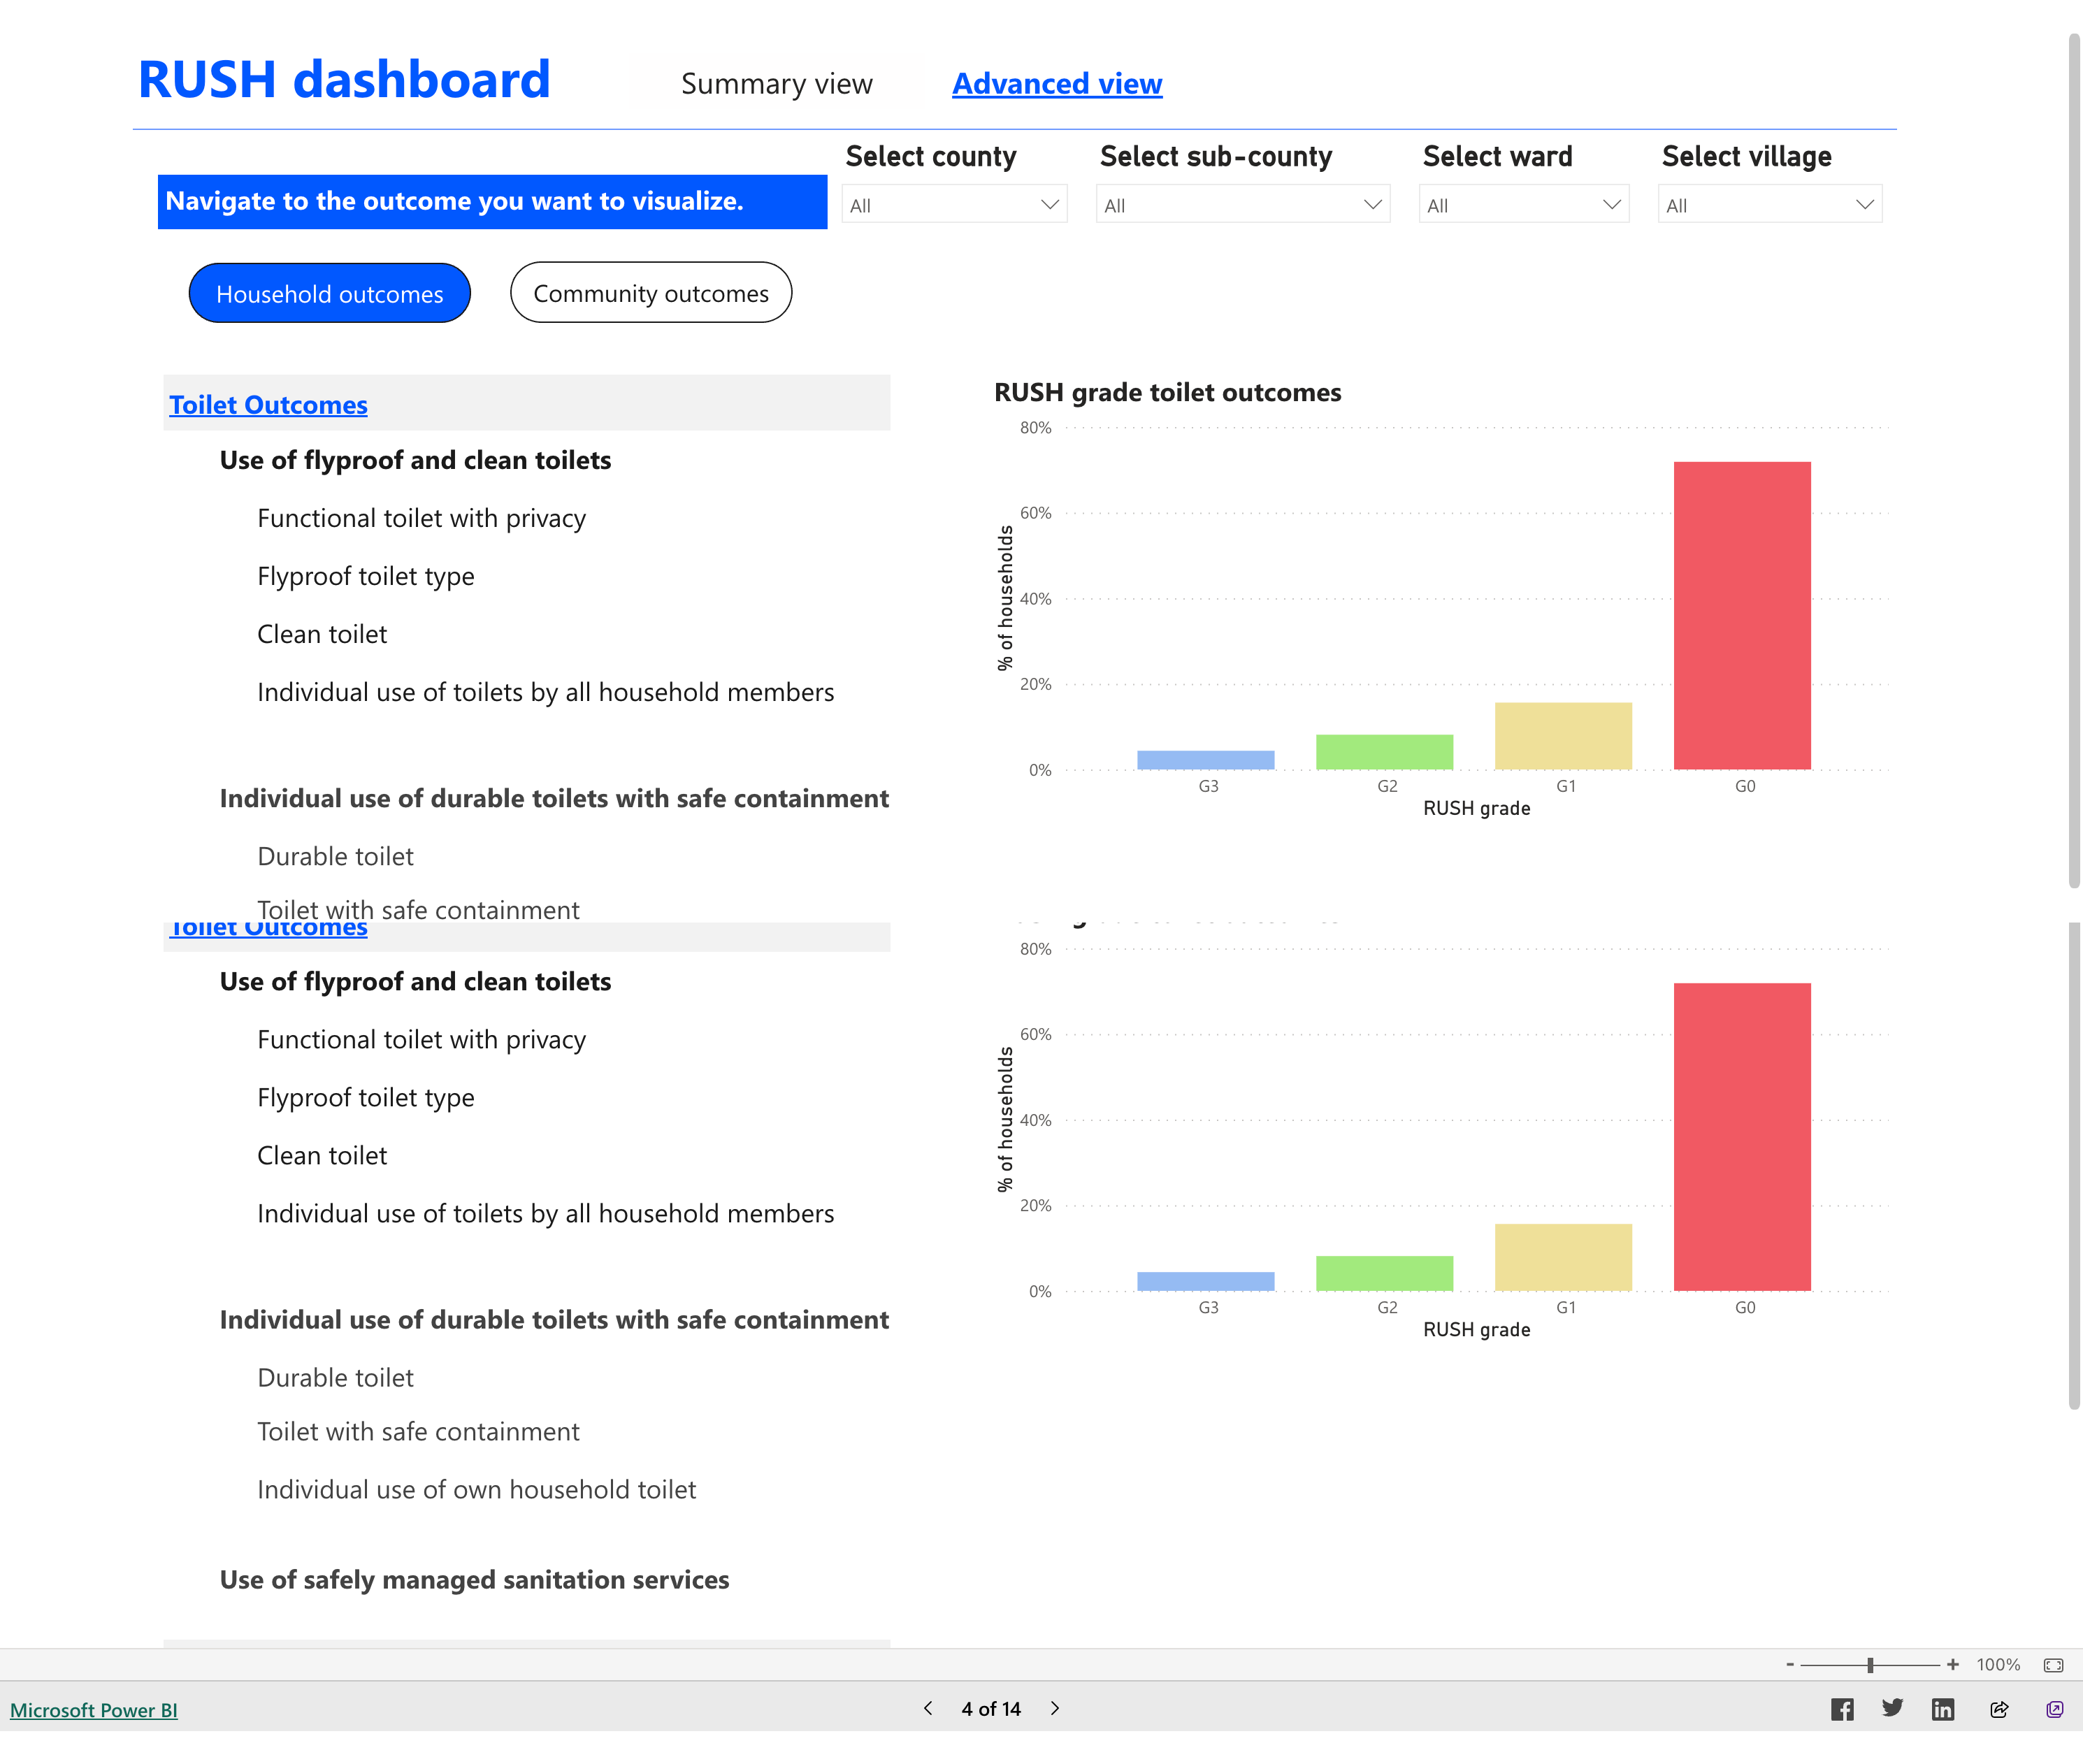 RUSH dashboard
Summary view
Advanced view
Select county
Select sub-county
Select ward
Select village
Navigate to the outcome you want to visualize.
All
All
All
All
Household outcomes
Community outcomes
Toilet Outcomes
Use of flyproof and clean toilets
Functional toilet with privacy
Flyproof toilet type
Clean toilet
Individual use of toilets by all household members
Individual use of durable toilets with safe containment
Durable toilet
Toilet with safe containment
RUSH grade toilet outcomes
80%
60%
40%
20%
0%
% of households
G3
G2
G1
G0
RUSH grade
Toilet Outcomes
Use of flyproof and clean toilets
Functional toilet with privacy
Flyproof toilet type
Clean toilet
Individual use of toilets by all household members
Individual use of durable toilets with safe containment
Durable toilet
Toilet with safe containment
Individual use of own household toilet
Use of safely managed sanitation services
80%
60%
40%
20%
0%
% of households
G3
G2
G1
G0
RUSH grade
- + 100%
Microsoft Power BI
4 of 14